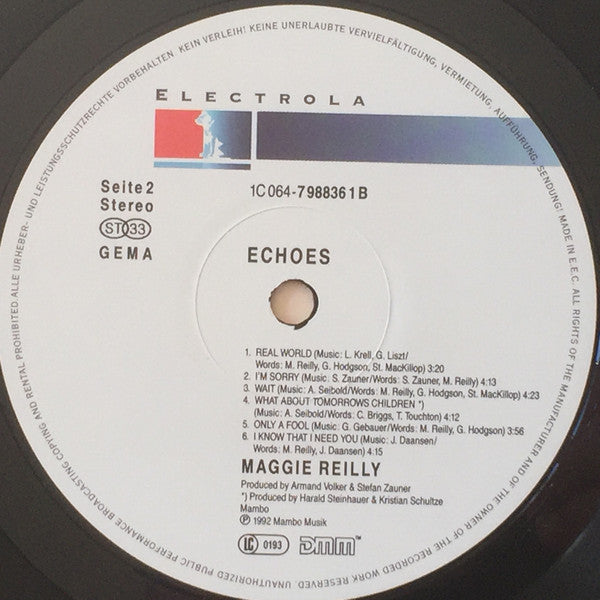 KEIN VERLEIH! KEINE UNERLAUBTE VERVIELFÄLTIGUNG, VERMIETUNG, AUFFÜHRUNG, SENDUNG! MADE IN E.E.C. ALL RIGHTS OF THE MANUFACTURER AND OF THE OWNER OF THE RECORDED WORK RESERVED. UNAUTHORIZED PUBLIC PERFORMANCE BROADCASTING COPYING AND RENTAL PROHIBITED ALLE URHEBER- UND LEISTUNGSSCHUTZRECHTE VORBEHALTEN
ELECTROLA
Seite 2
Stereo
ST 33
GEMA
1C 064-7 98836 1 B
ECHOES
1. REAL WORLD (Music: L. Krell, G. Liszt/
Words: M. Reilly, G. Hodgson, St. MacKillop) 3:20
2. I'M SORRY (Music: S. Zauner/Words: S. Zauner, M. Reilly) 4:13
3. WAIT (Music: A. Seibold/Words: M. Reilly, G. Hodgson, St. MacKillop) 4:23
4. WHAT ABOUT TOMORROWS CHILDREN *)
(Music: A. Seibold/Words: C. Briggs, T. Touchton) 4:12
5. ONLY A FOOL (Music: G. Gebauer/Words: M. Reilly, G. Hodgson) 3:56
6. I KNOW THAT I NEED YOU (Music: J. Daansen/
Words: M. Reilly, J. Daansen) 4:15
MAGGIE REILLY
Produced by Armand Volker & Stefan Zauner
*) Produced by Harald Steinhauer & Kristian Schultze
Mambo
℗ 1992 Mambo Musik
LC 0193 DMM™